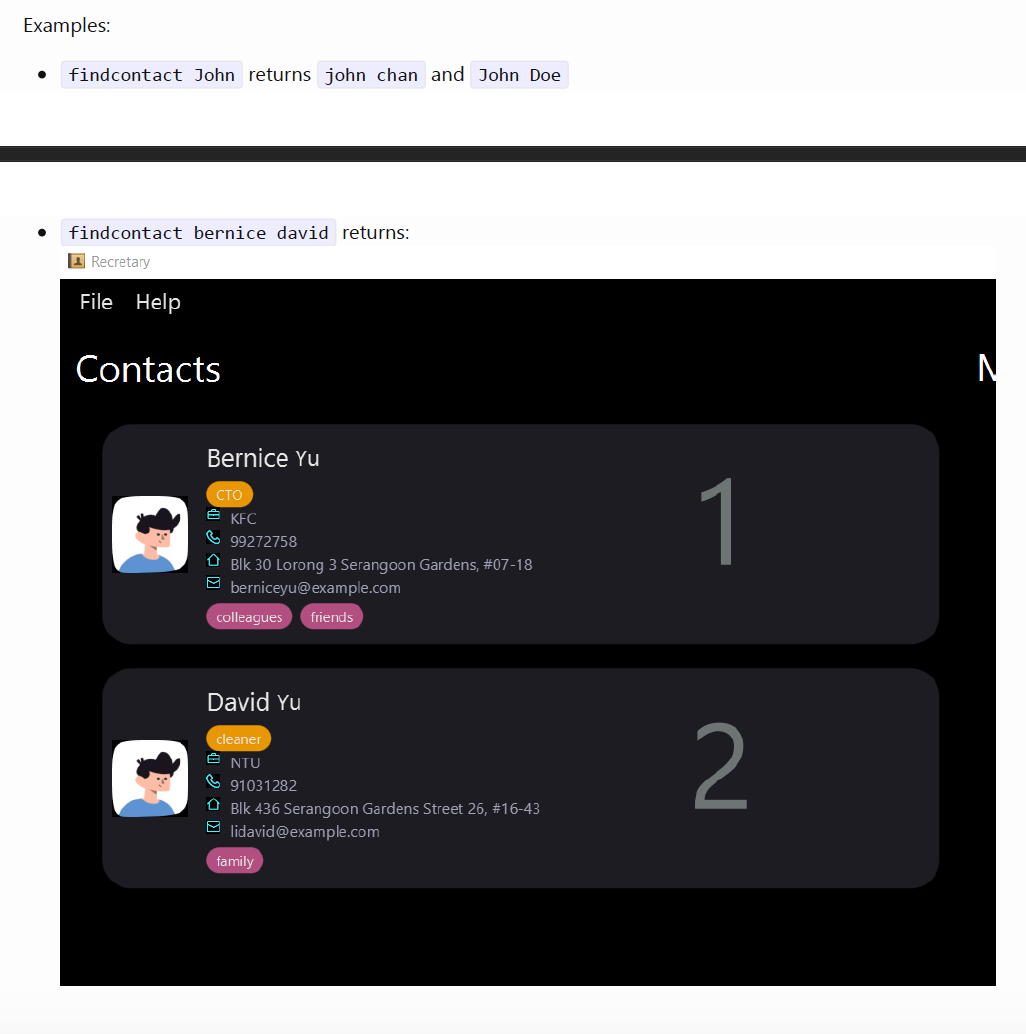 Examples:
findcontact John returns john chan and John Doe
findcontact bernice david returns:
Recretary
File Help
Contacts
Bernice Yu
1
CTO
KFC
99272758
Blk 30 Lorong 3 Serangoon Gardens, #07-18
berniceyu@example.com
colleagues friends
David Yu
2
cleaner
NTU
91031282
Blk 436 Serangoon Gardens Street 26, #16-43
lidavid@example.com
family